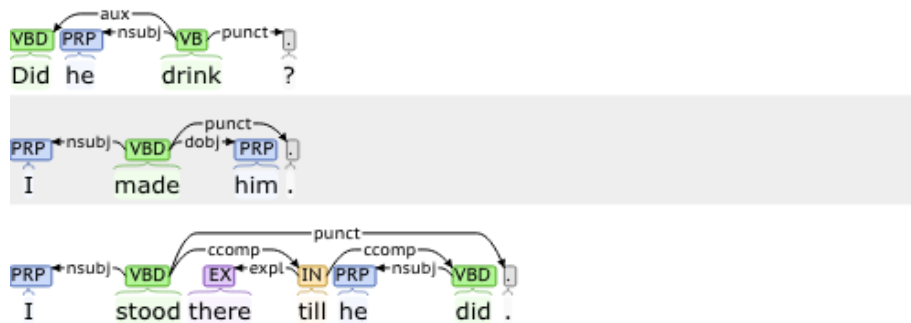 aux
nsubj punct
VBD PRP VB .
Did he drink ?
punct
nsubj dobj
PRP VBD PRP .
I made him .
punct
ccomp ccomp
nsubj expl nsubj
PRP VBD EX IN PRP VBD .
I stood there till he did .